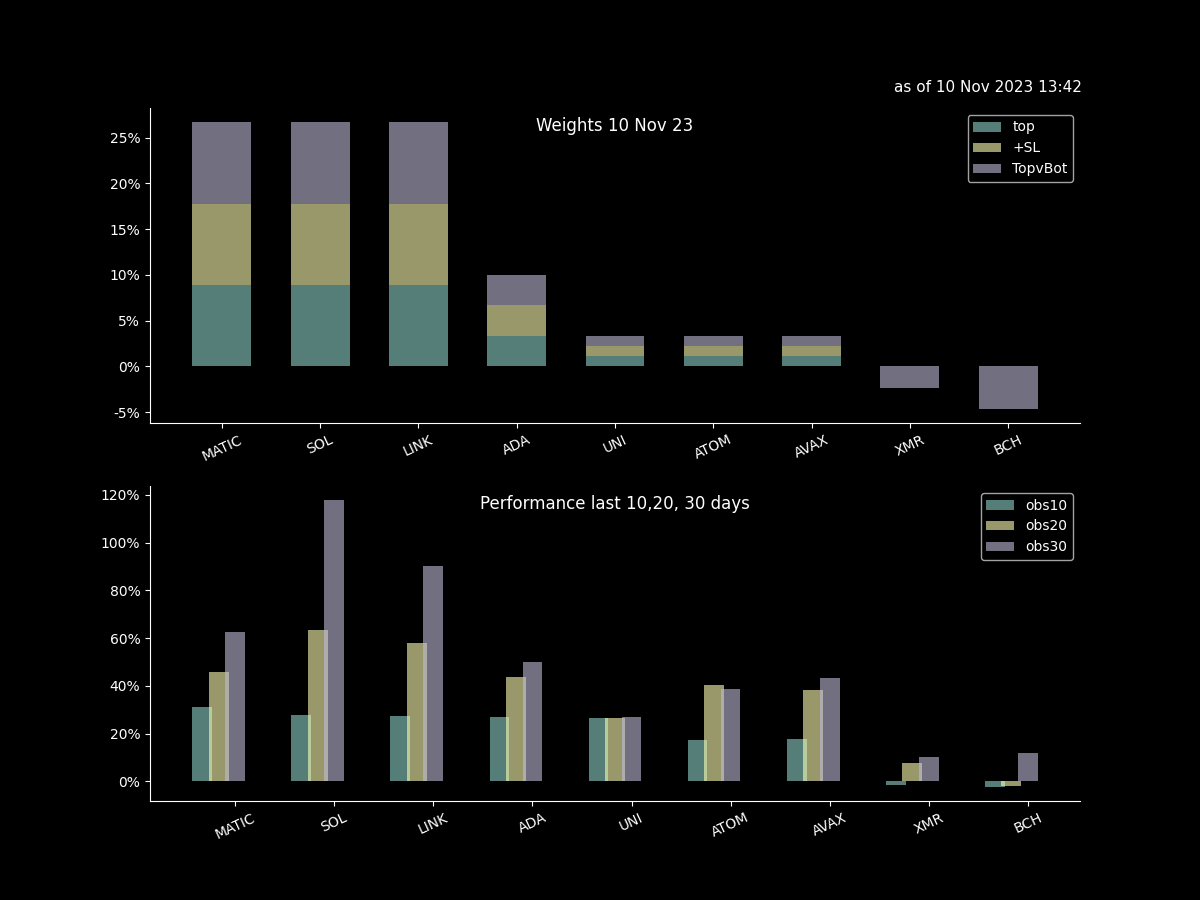 as of 10 Nov 2023 13:42
Weights 10 Nov 23
top
+SL
TopvBot
25%
20%
15%
10%
5%
0%
-5%
MATIC SOL LINK ADA UNI ATOM AVAX XMR BCH
Performance last 10,20, 30 days
obs10
obs20
obs30
120%
100%
80%
60%
40%
20%
0%
MATIC SOL LINK ADA UNI ATOM AVAX XMR BCH